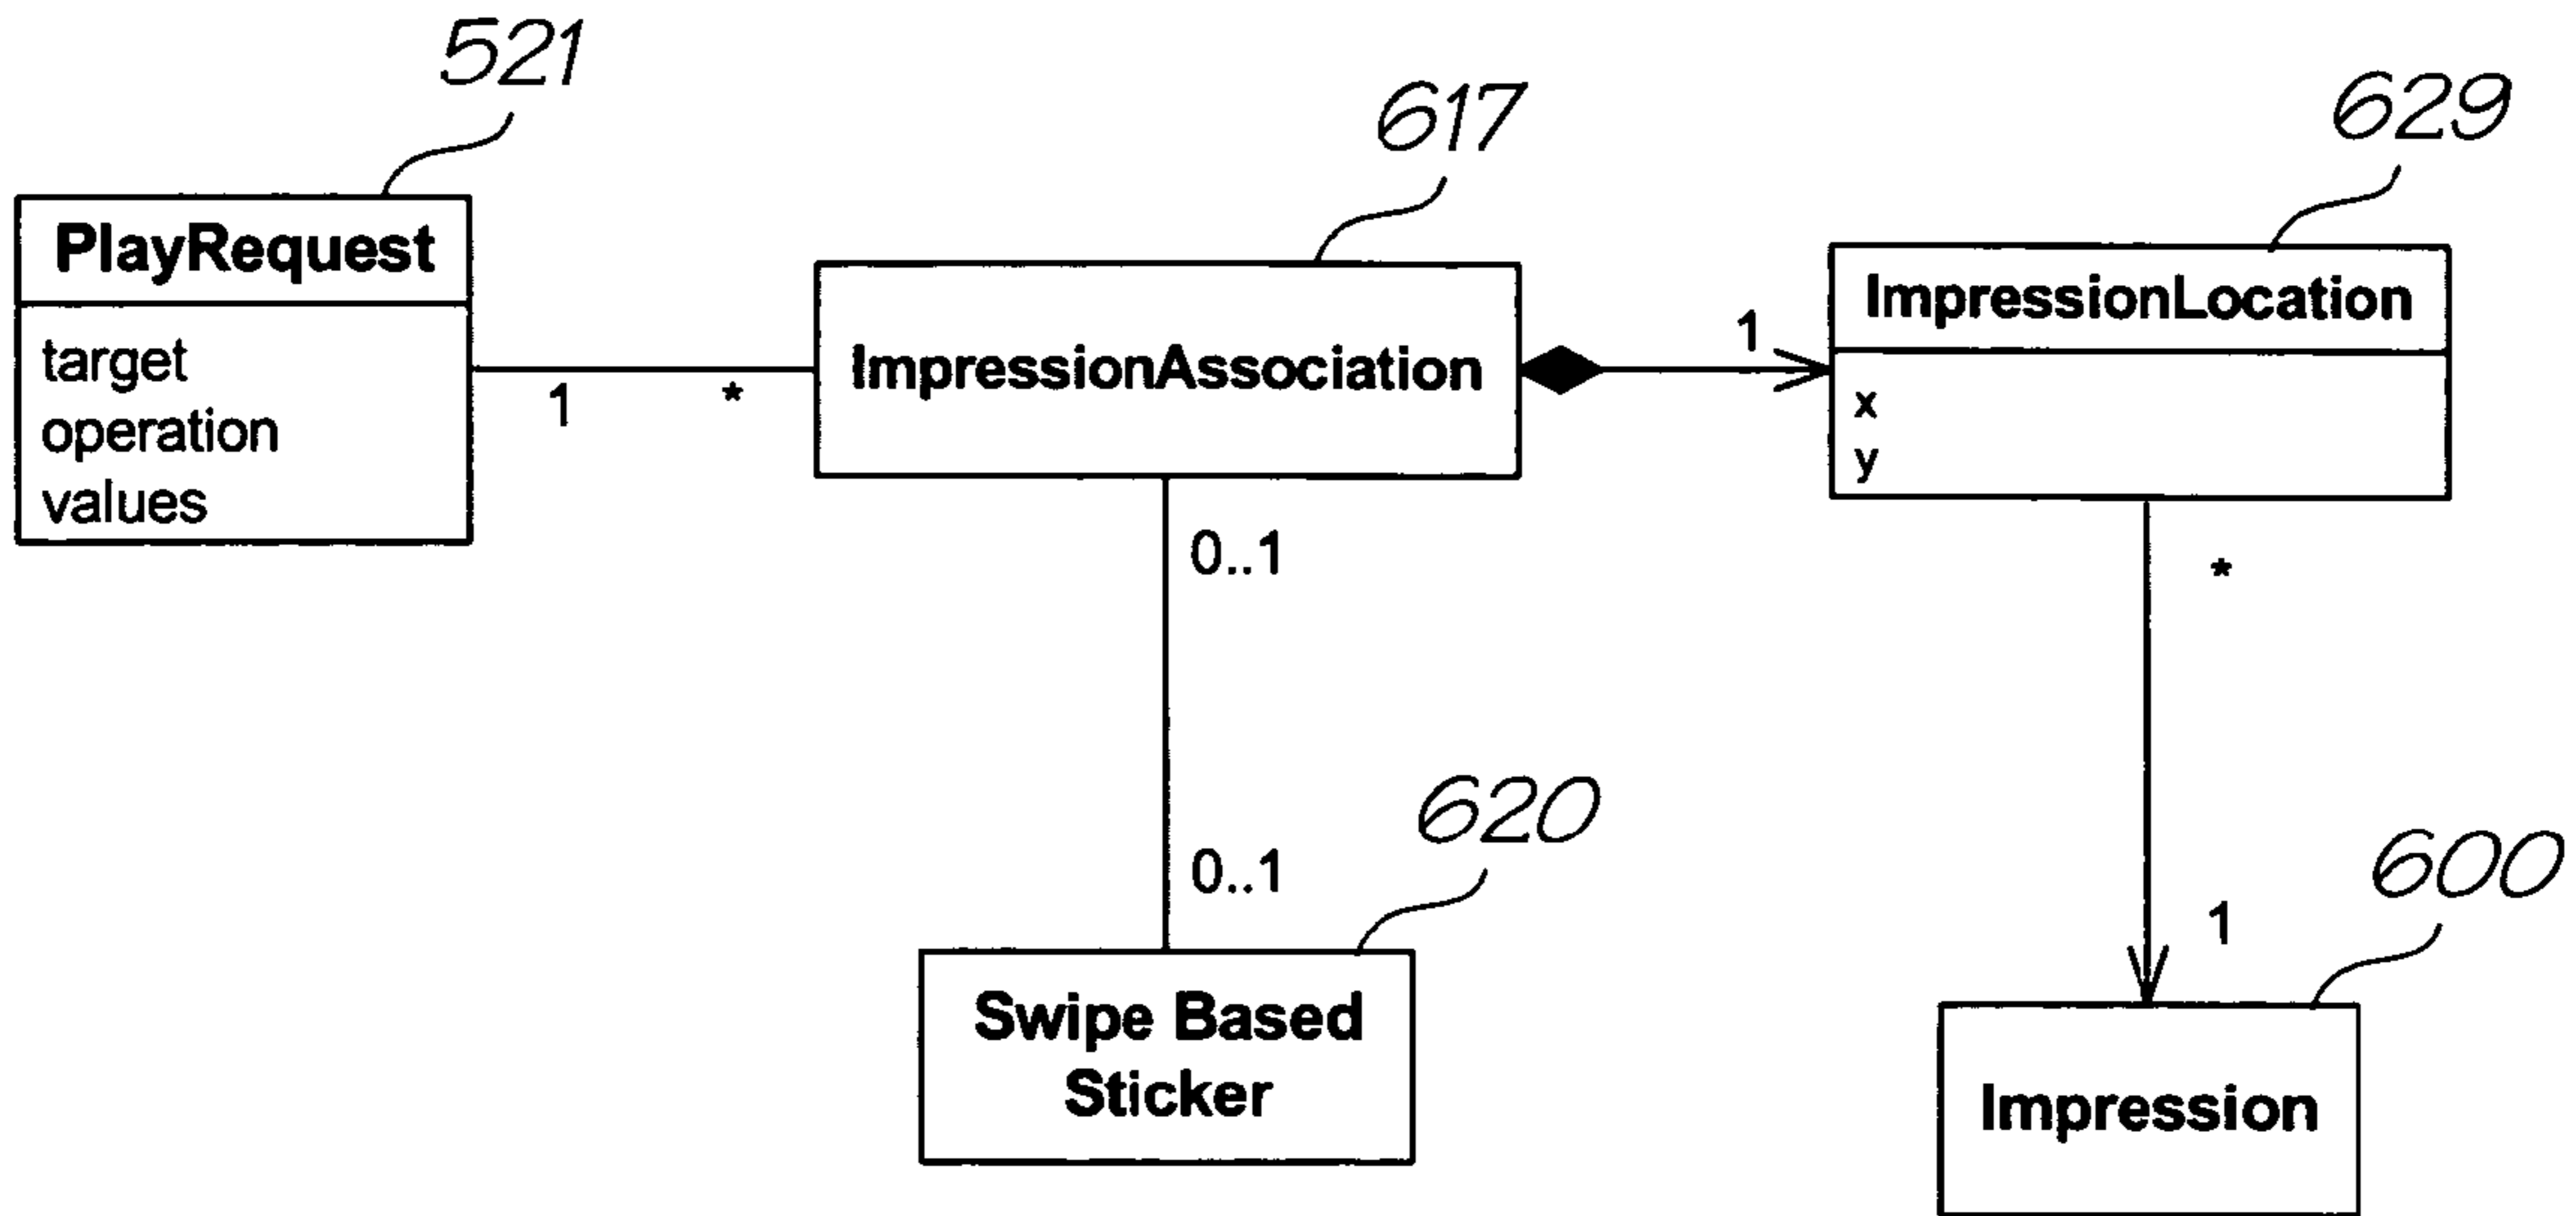 521
617
629
PlayRequest
target
operation
values
1
*
ImpressionAssociation
1
ImpressionLocation
x
y
0..1
0..1
*
1
620
600
Swipe Based
Sticker
Impression